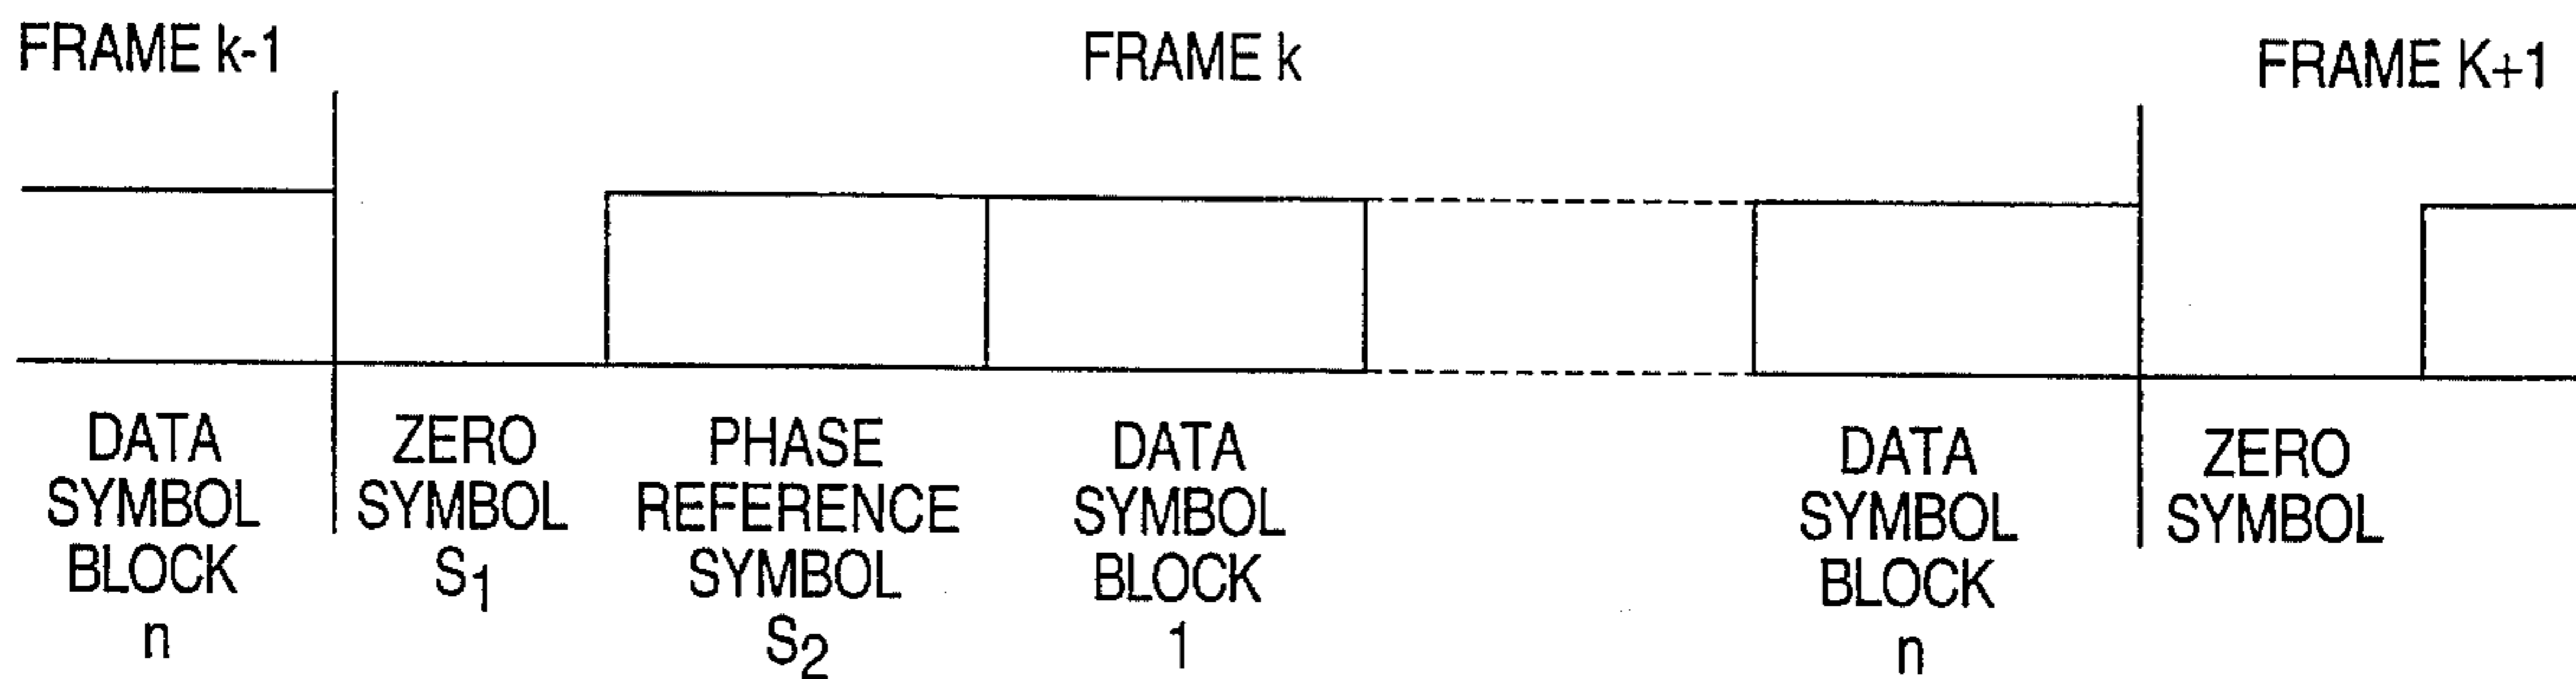 FRAME k-1
FRAME k
FRAME K+1
DATA
SYMBOL
BLOCK
n
ZERO
SYMBOL
S1
PHASE
REFERENCE
SYMBOL
S2
DATA
SYMBOL
BLOCK
1
DATA
SYMBOL
BLOCK
n
ZERO
SYMBOL